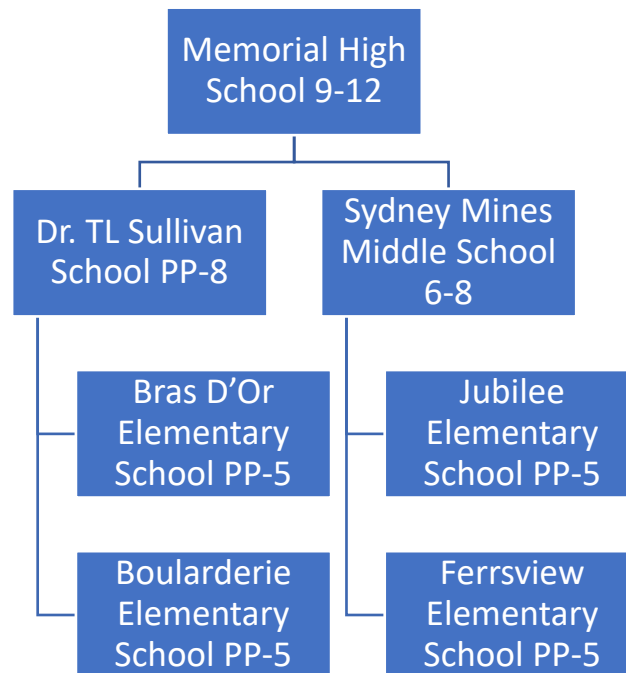 Memorial High
School 9-12
Dr. TL Sullivan
School PP-8
Sydney Mines
Middle School
6-8
Bras D’Or
Elementary
School PP-5
Jubilee
Elementary
School PP-5
Boularderie
Elementary
School PP-5
Ferrsview
Elementary
School PP-5